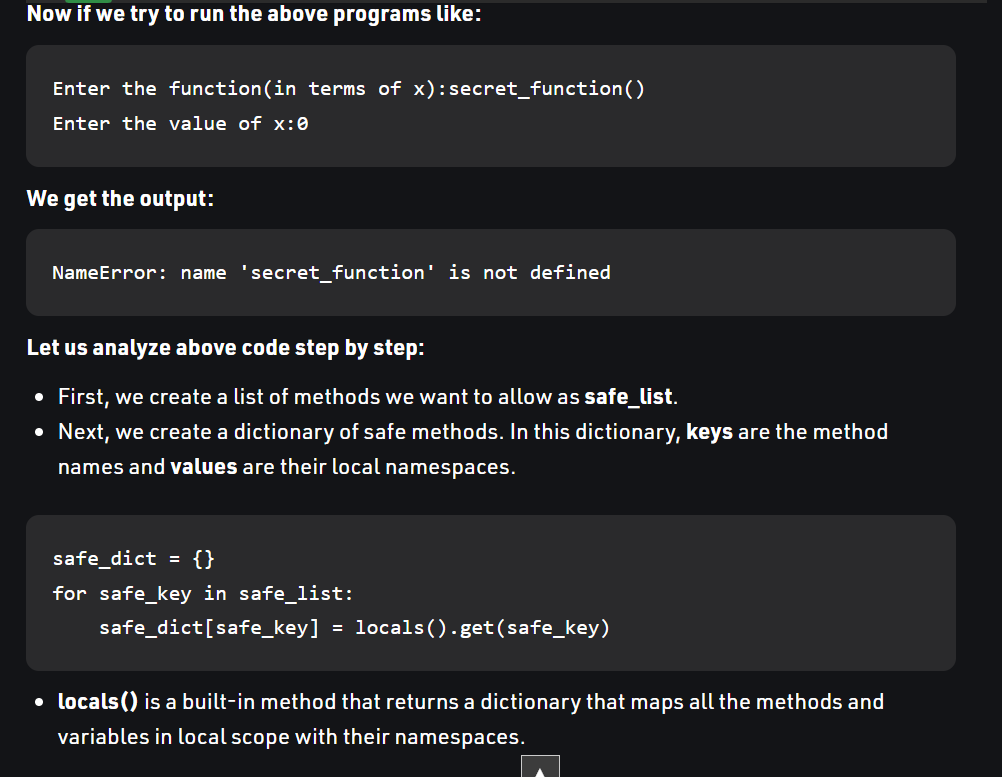 Now if we try to run the above programs like:
Enter the function(in terms of x):secret_function()
Enter the value of x:0
We get the output:
NameError: name 'secret_function' is not defined
Let us analyze above code step by step:
• First, we create a list of methods we want to allow as safe_list.
• Next, we create a dictionary of safe methods. In this dictionary, keys are the method
names and values are their local namespaces.
safe_dict = {}
for safe_key in safe_list:
    safe_dict[safe_key] = locals().get(safe_key)
• locals() is a built-in method that returns a dictionary that maps all the methods and
variables in local scope with their namespaces.